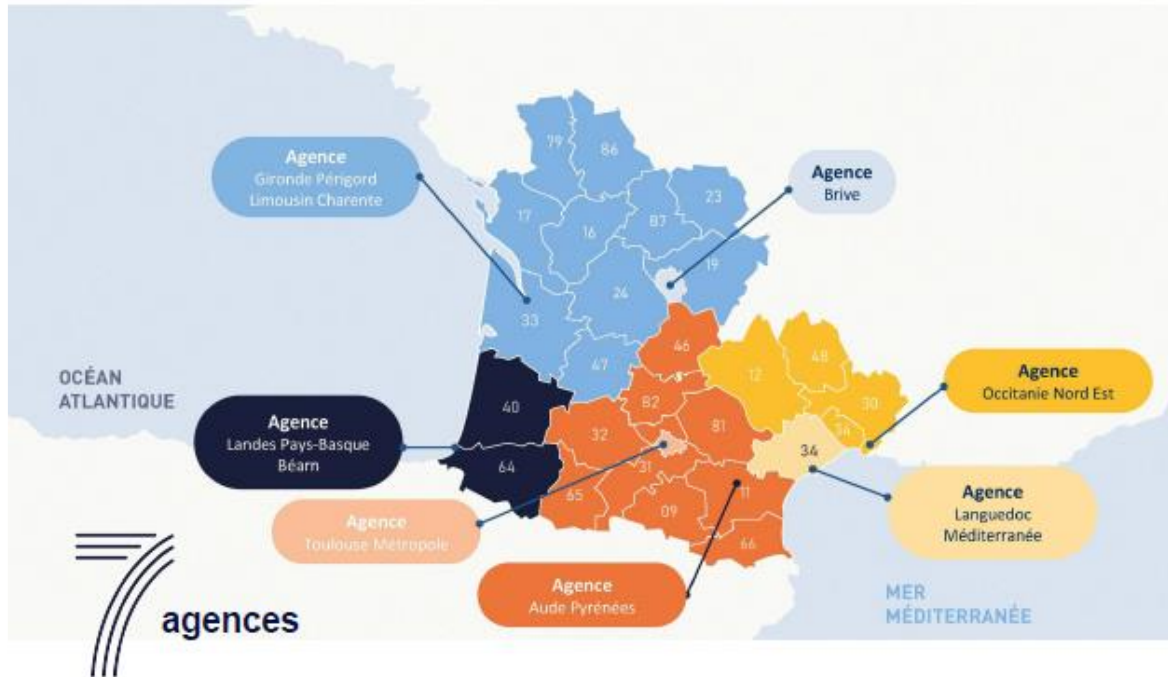 79
86
Agence
Gironde Périgord
Limousin Charente
Agence
Brive
23
17
16
87
19
24
33
46
47
12
48
OCÉAN
ATLANTIQUE
Agence
Occitanie Nord Est
30
40
82
81
32
34
34
Agence
Landes Pays-Basque
Béarn
64
31
65
11
09
66
Agence
Languedoc
Méditerranée
Agence
Toulouse Métropole
Agence
Aude Pyrénées
MER
MÉDITERRANÉE
7
agences